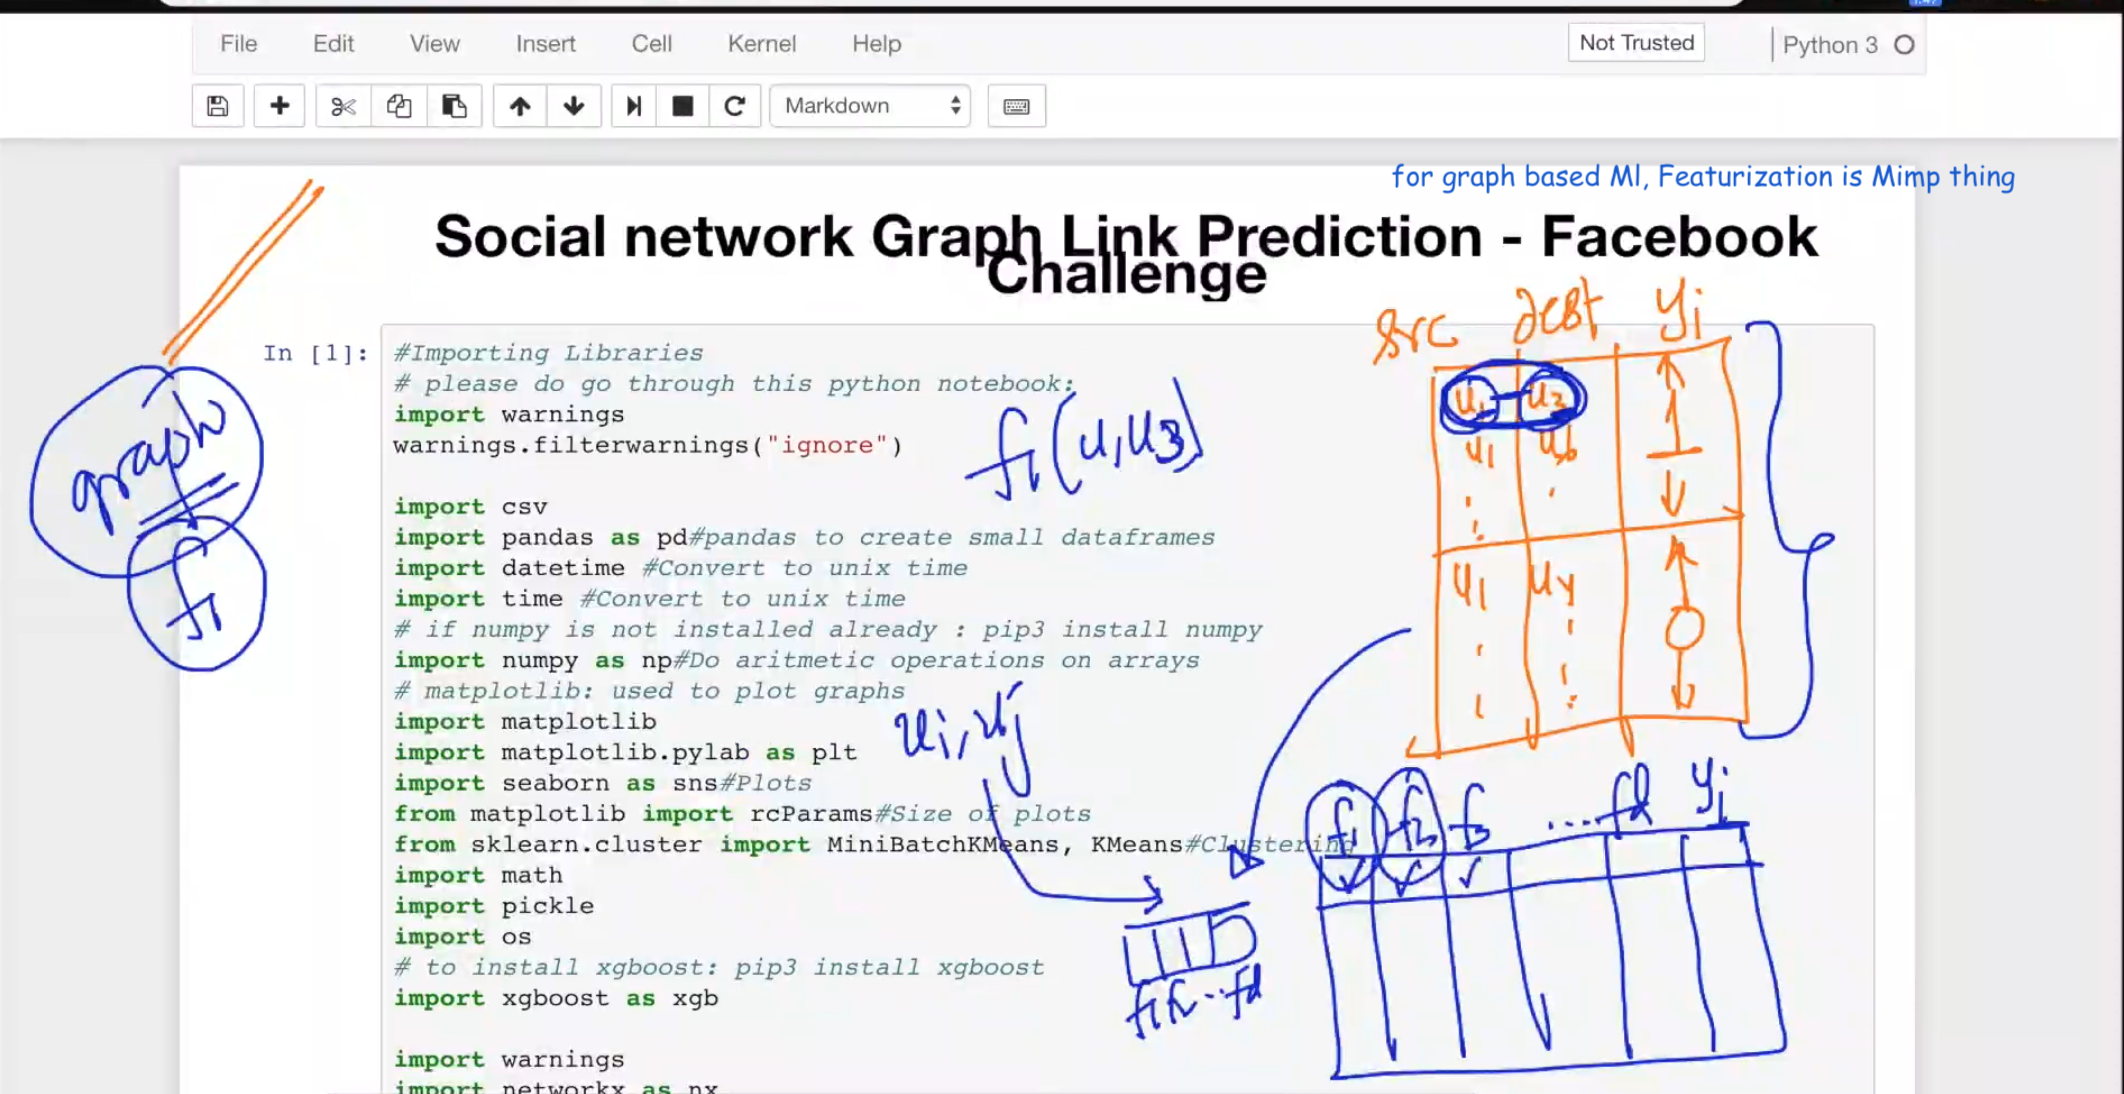 File Edit View Insert Cell Kernel Help Not Trusted Python 3
Markdown
for graph based Ml, Featurization is Mimp thing
Social network Graph Link Prediction - Facebook
Challenge
src dest yi
In [1]: #Importing Libraries
# please do go through this python notebook:
import warnings
warnings.filterwarnings("ignore")
import csv
import pandas as pd#pandas to create small dataframes
import datetime #Convert to unix time
import time #Convert to unix time
# if numpy is not installed already : pip3 install numpy
import numpy as np#Do aritmetic operations on arrays
# matplotlib: used to plot graphs
import matplotlib
import matplotlib.pylab as plt
import seaborn as sns#Plots
from matplotlib import rcParams#Size of plots
from sklearn.cluster import MiniBatchKMeans, KMeans#Clustering
import math
import pickle
import os
# to install xgboost: pip3 install xgboost
import xgboost as xgb
import warnings
import networkx as nx
graph
f1
f1(u1,u3)
u1
u1
1
u1 uy
0
ui, uj
f1 f2 f3 .... fd yi
f1 f2 .. fd